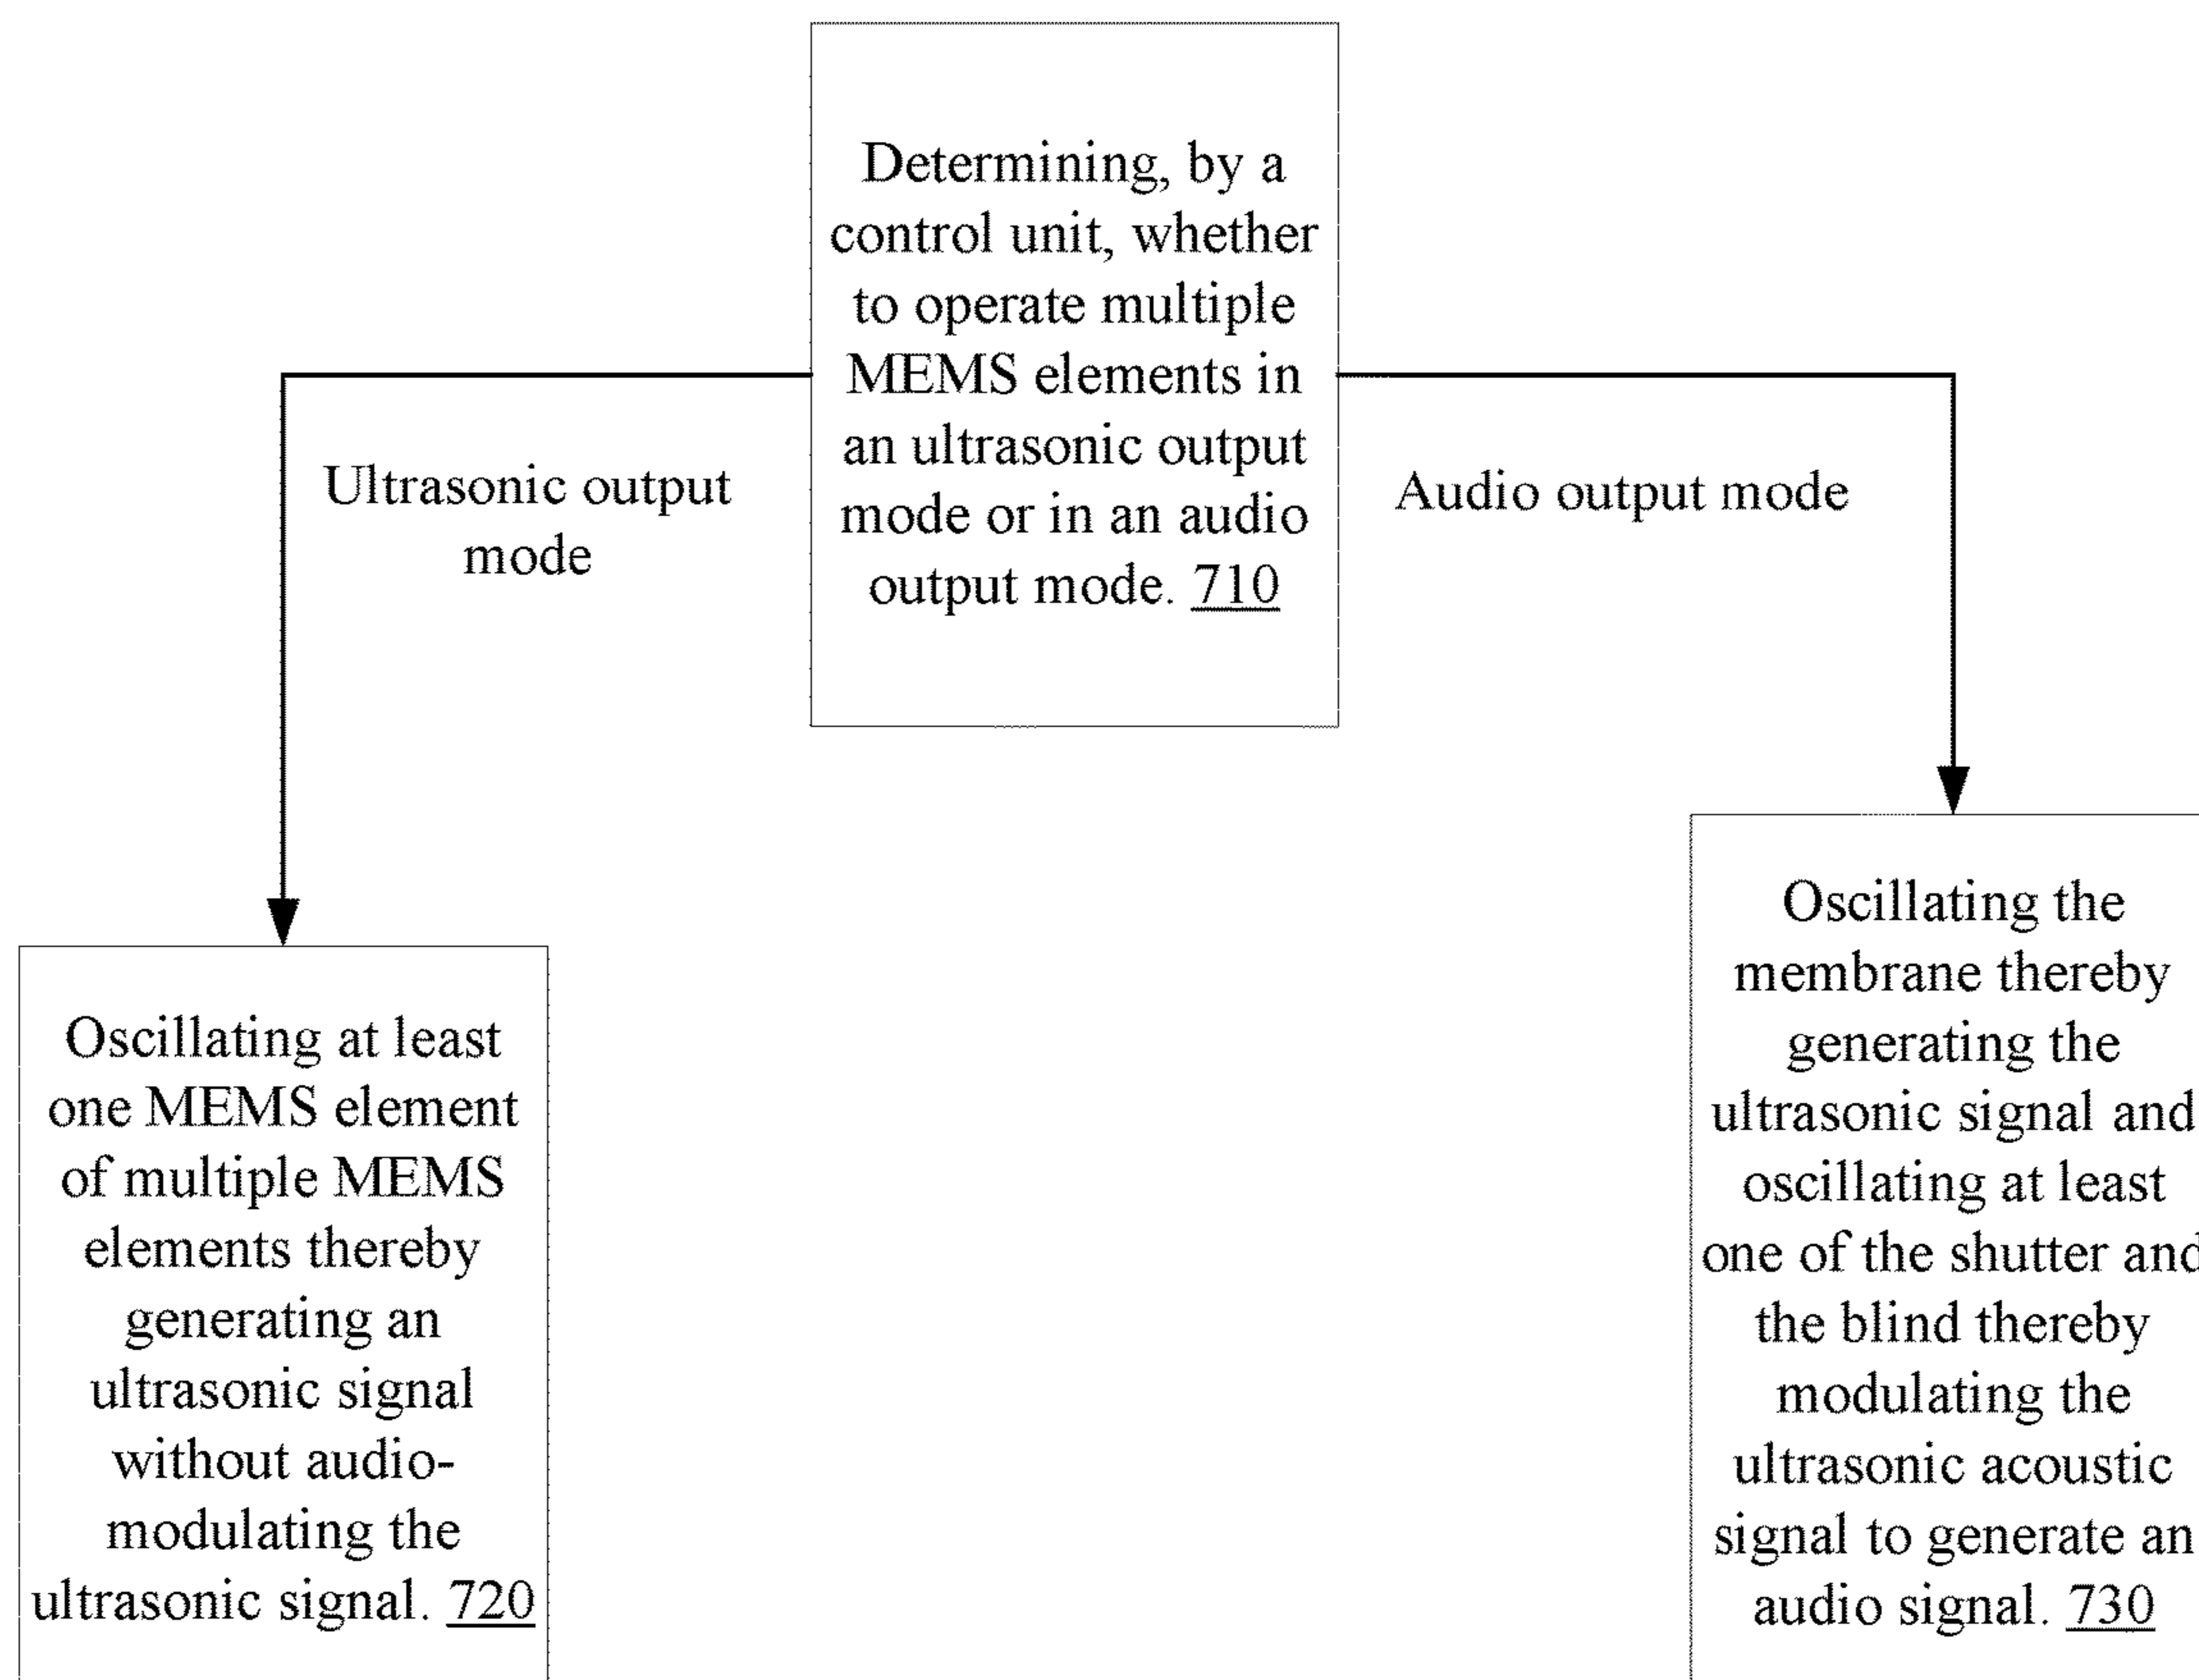 Determining, by a
control unit, whether
to operate multiple
MEMS elements in
an ultrasonic output
mode or in an audio
output mode. 710
Ultrasonic output
mode
Audio output mode
Oscillating at least
one MEMS element
of multiple MEMS
elements thereby
generating an
ultrasonic signal
without audio-
modulating the
ultrasonic signal. 720
Oscillating the
membrane thereby
generating the
ultrasonic signal and
oscillating at least
one of the shutter and
the blind thereby
modulating the
ultrasonic acoustic
signal to generate an
audio signal. 730